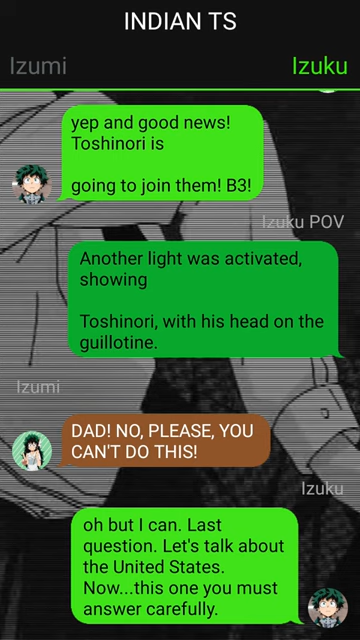 INDIAN TS
Izumi
Izuku
yep and good news!
Toshinori is
going to join them! B3!
Izuku POV
Another light was activated,
showing
Toshinori, with his head on the
guillotine.
Izumi
DAD! NO, PLEASE, YOU
CAN'T DO THIS!
Izuku
oh but I can. Last
question. Let's talk about
the United States.
Now...this one you must
answer carefully.